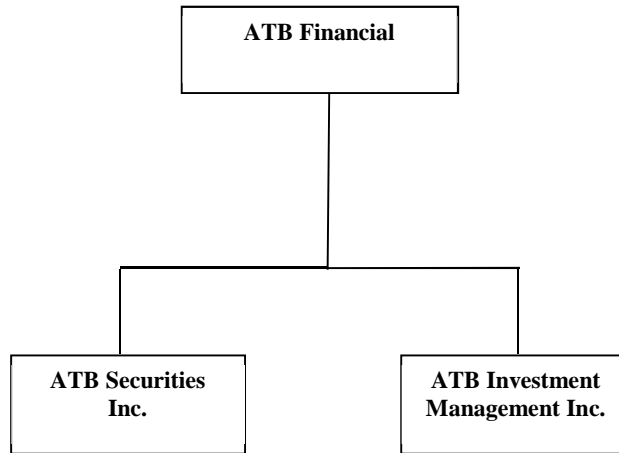 ATB Financial
ATB Securities
Inc.
ATB Investment
Management Inc.